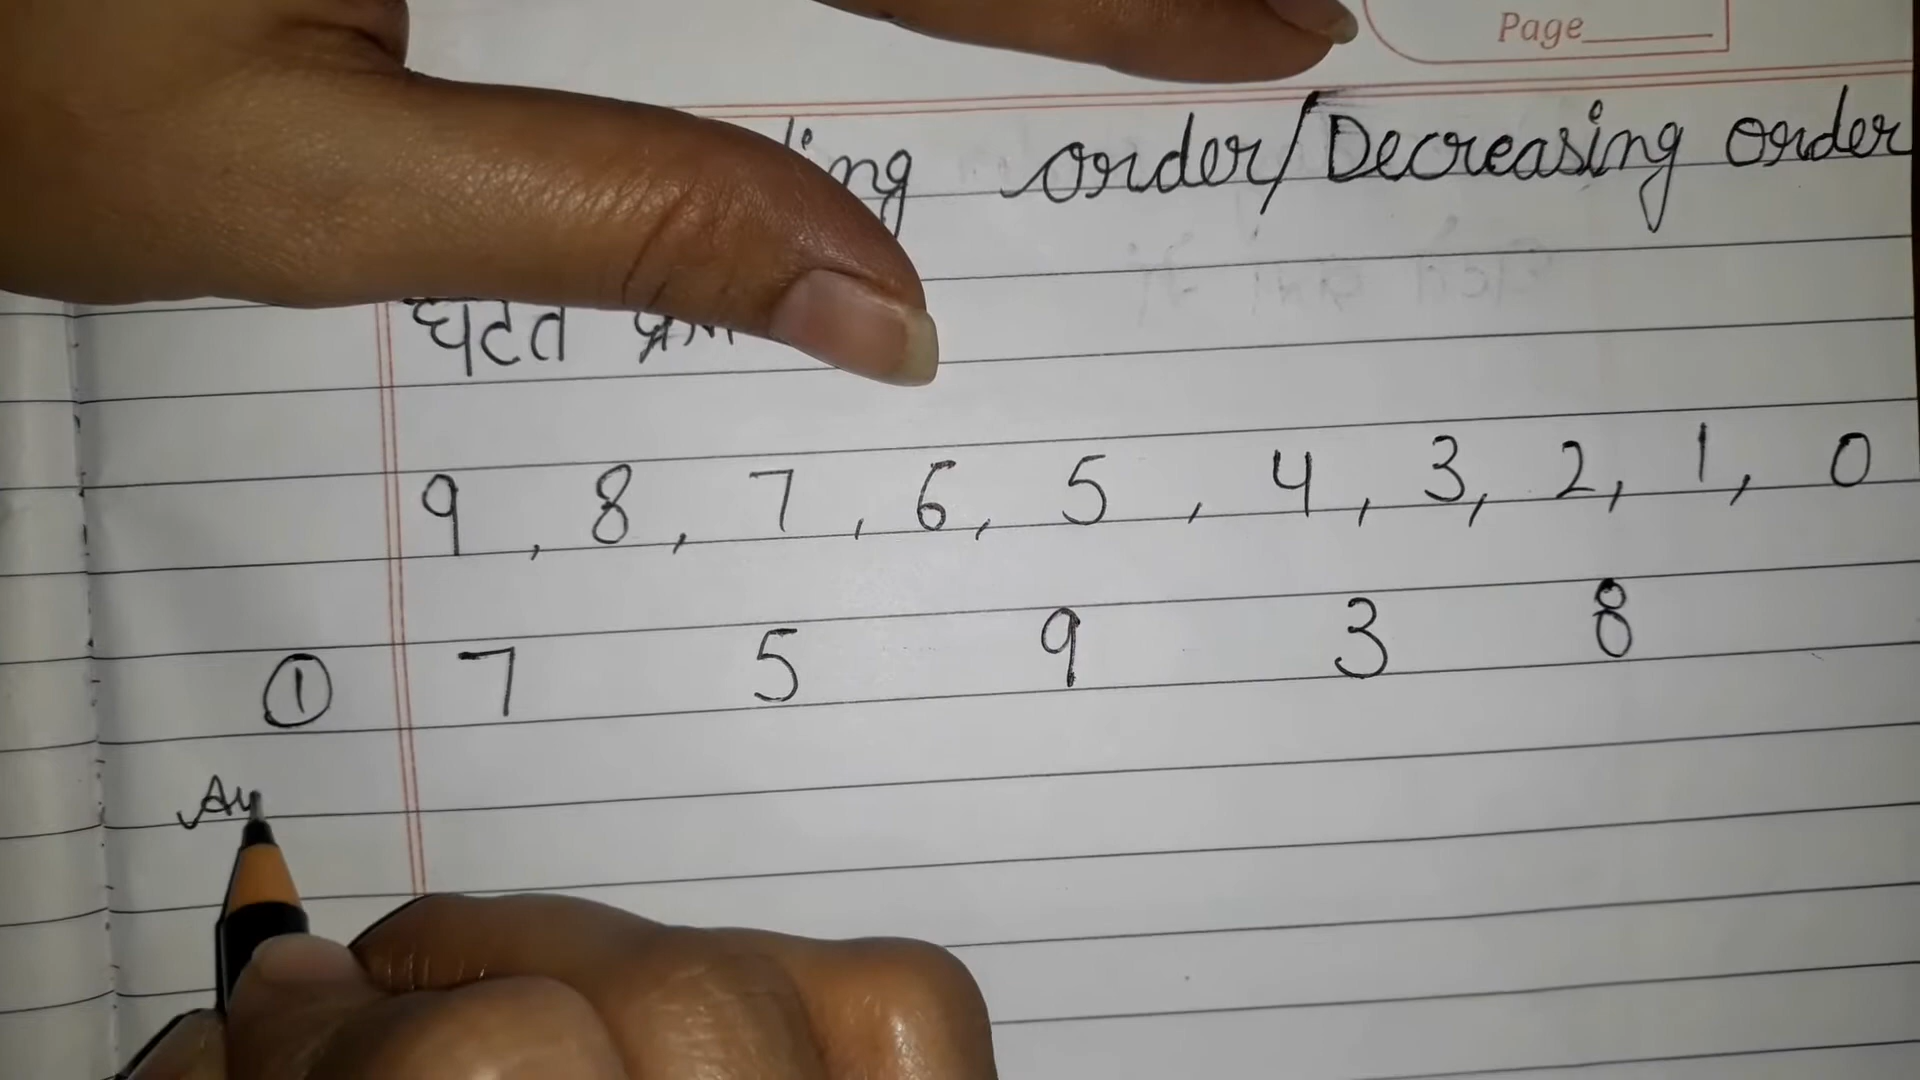 Page
order/Decreasing order
घटते
9, 8, 7, 6, 5, 4, 3, 2, 1, 0
① 7 5 9 3 8